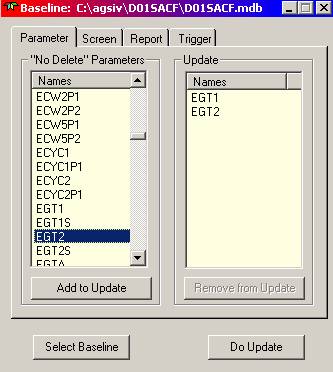 Baseline: C:\agsiv\D01SACF\D01SACF.mdb
Parameter Screen Report Trigger
"No Delete" Parameters
Names
ECW2P1
ECW2P2
ECW5P1
ECW5P2
ECYC1
ECYC1P1
ECYC2
ECYC2P1
EGT1
EGT1S
EGT2
EGT2S
EGTA
Add to Update
Update
Names
EGT1
EGT2
Remove from Update
Select Baseline
Do Update